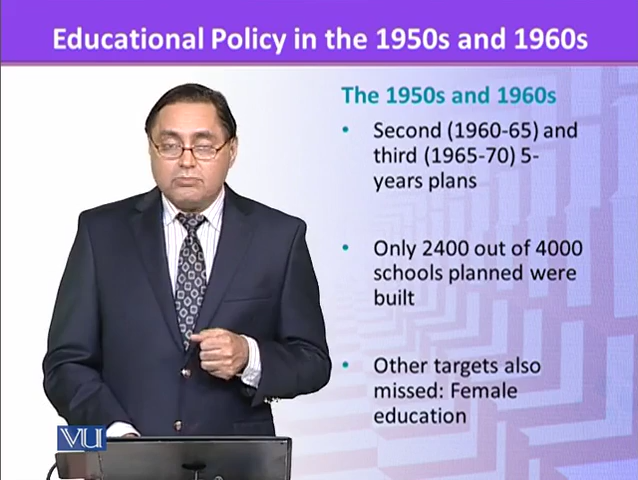 Educational Policy in the 1950s and 1960s
The 1950s and 1960s
• Second (1960-65) and
third (1965-70) 5-
years plans
• Only 2400 out of 4000
schools planned were
built
• Other targets also
missed: Female
education
VU